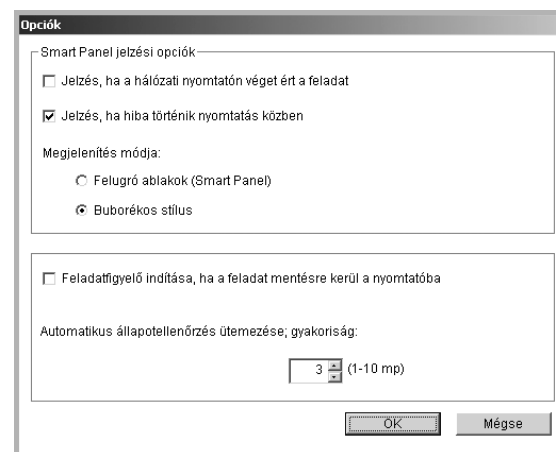 Opciók
Smart Panel jelzési opciók
Jelzés, ha a hálózati nyomtatón véget ért a feladat
Jelzés, ha hiba történik nyomtatás közben
Megjelenítés módja:
Felugró ablakok (Smart Panel)
Buborékos stílus
Feladatfigyelő indítása, ha a feladat mentésre kerül a nyomtatóba
Automatikus állapotellenőrzés ütemezése; gyakoriság:
3 (1-10 mp)
OK Mégse